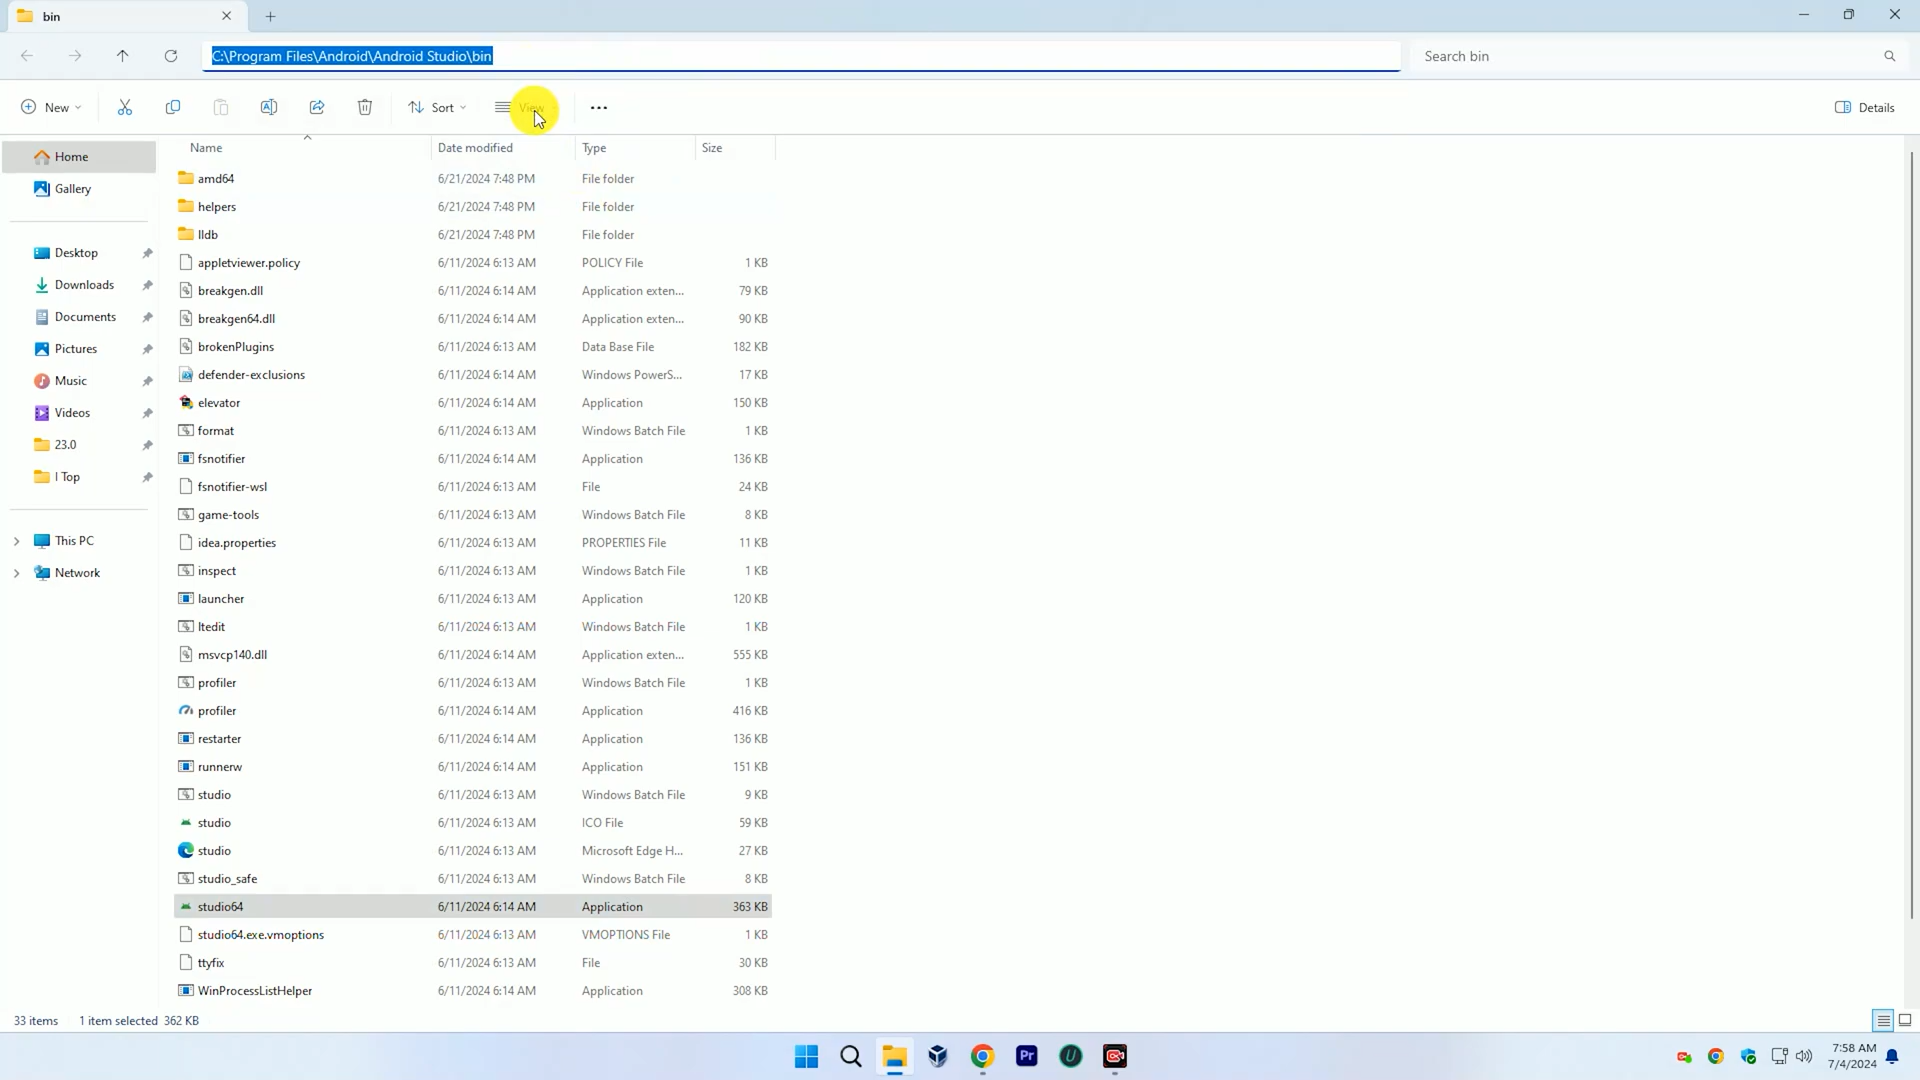 bin
C:\Program Files\Android\Android Studio\bin
Search bin
New
Sort
View
Details
Home
Gallery
Desktop
Downloads
Documents
Pictures
Music
Videos
23.0
I Top
This PC
Network
Name Date modified Type Size
amd64 6/21/2024 7:48 PM File folder
helpers 6/21/2024 7:48 PM File folder
lldb 6/21/2024 7:48 PM File folder
appletviewer.policy 6/11/2024 6:13 AM POLICY File 1 KB
breakgen.dll 6/11/2024 6:14 AM Application exten... 79 KB
breakgen64.dll 6/11/2024 6:14 AM Application exten... 90 KB
brokenPlugins 6/11/2024 6:13 AM Data Base File 182 KB
defender-exclusions 6/11/2024 6:14 AM Windows PowerS... 17 KB
elevator 6/11/2024 6:14 AM Application 150 KB
format 6/11/2024 6:13 AM Windows Batch File 1 KB
fsnotifier 6/11/2024 6:14 AM Application 136 KB
fsnotifier-wsl 6/11/2024 6:13 AM File 24 KB
game-tools 6/11/2024 6:13 AM Windows Batch File 8 KB
idea.properties 6/11/2024 6:13 AM PROPERTIES File 11 KB
inspect 6/11/2024 6:13 AM Windows Batch File 1 KB
launcher 6/11/2024 6:13 AM Application 120 KB
ltedit 6/11/2024 6:13 AM Windows Batch File 1 KB
msvcp140.dll 6/11/2024 6:14 AM Application exten... 555 KB
profiler 6/11/2024 6:13 AM Windows Batch File 1 KB
profiler 6/11/2024 6:14 AM Application 416 KB
restarter 6/11/2024 6:14 AM Application 136 KB
runnerw 6/11/2024 6:14 AM Application 151 KB
studio 6/11/2024 6:13 AM Windows Batch File 9 KB
studio 6/11/2024 6:13 AM ICO File 59 KB
studio 6/11/2024 6:13 AM Microsoft Edge H... 27 KB
studio_safe 6/11/2024 6:13 AM Windows Batch File 8 KB
studio64 6/11/2024 6:14 AM Application 363 KB
studio64.exe.vmoptions 6/11/2024 6:13 AM VMOPTIONS File 1 KB
ttyfix 6/11/2024 6:13 AM File 30 KB
WinProcessListHelper 6/11/2024 6:14 AM Application 308 KB
33 items 1 item selected 362 KB
Pr
U
7:58 AM
7/4/2024